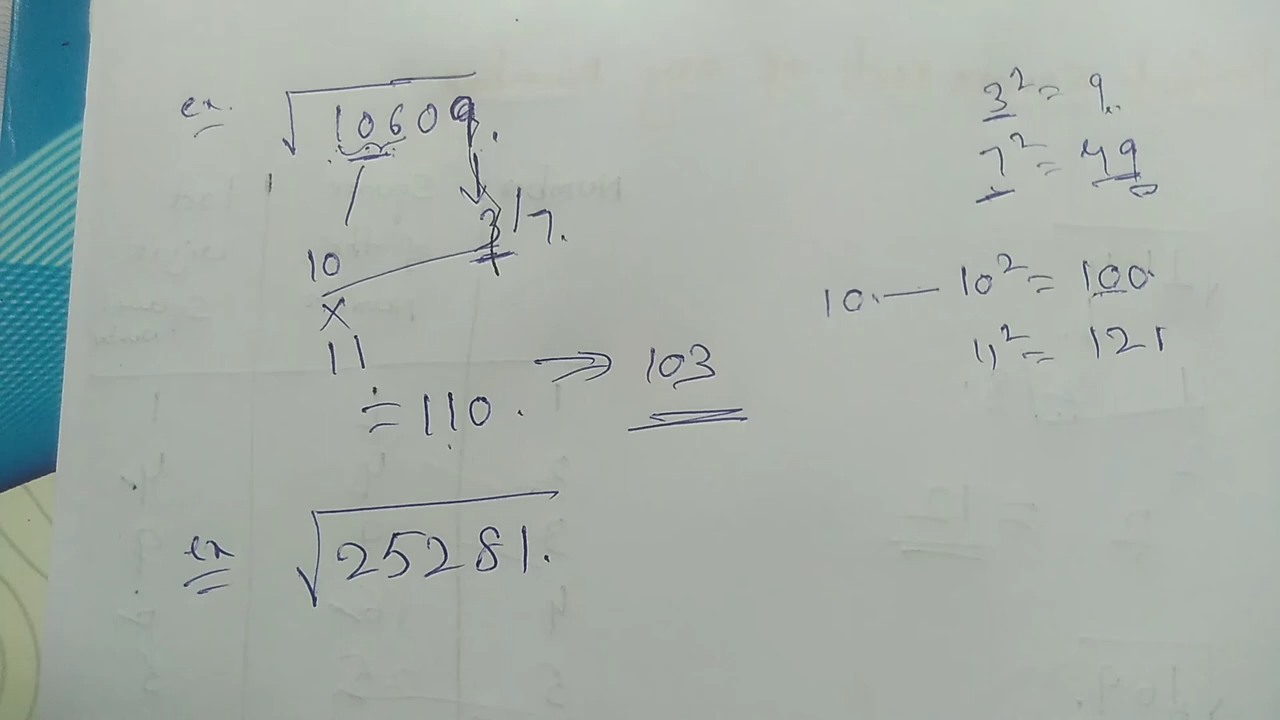 ex. √10609.
3/7.
10
×
11
= 110. → 103
ex √25281.
3² = 9.
7² = 49
10. — 10² = 100
11² = 121